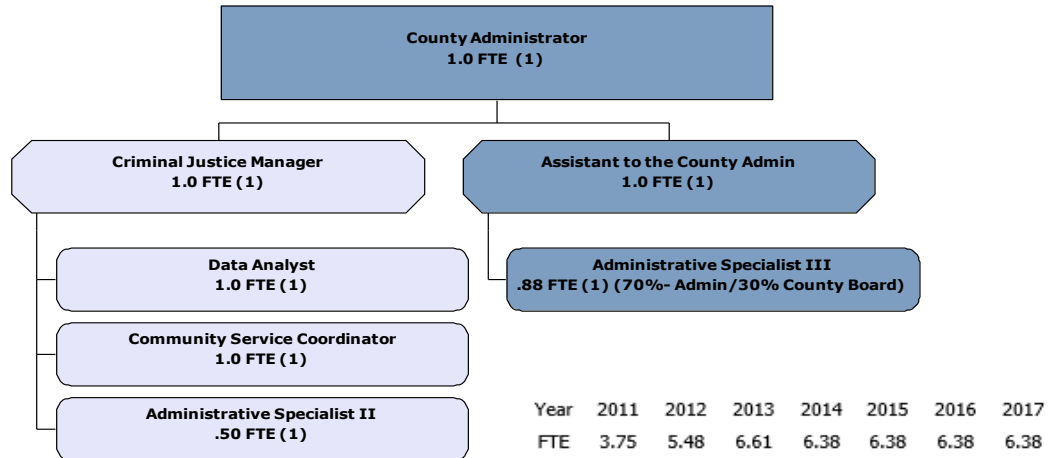 County Administrator
1.0 FTE (1)
Criminal Justice Manager
1.0 FTE (1)
Assistant to the County Admin
1.0 FTE (1)
Data Analyst
1.0 FTE (1)
Administrative Specialist III
.88 FTE (1) (70%- Admin/30% County Board)
Community Service Coordinator
1.0 FTE (1)
Administrative Specialist II
.50 FTE (1)
Year 2011 2012 2013 2014 2015 2016 2017
FTE 3.75 5.48 6.61 6.38 6.38 6.38 6.38